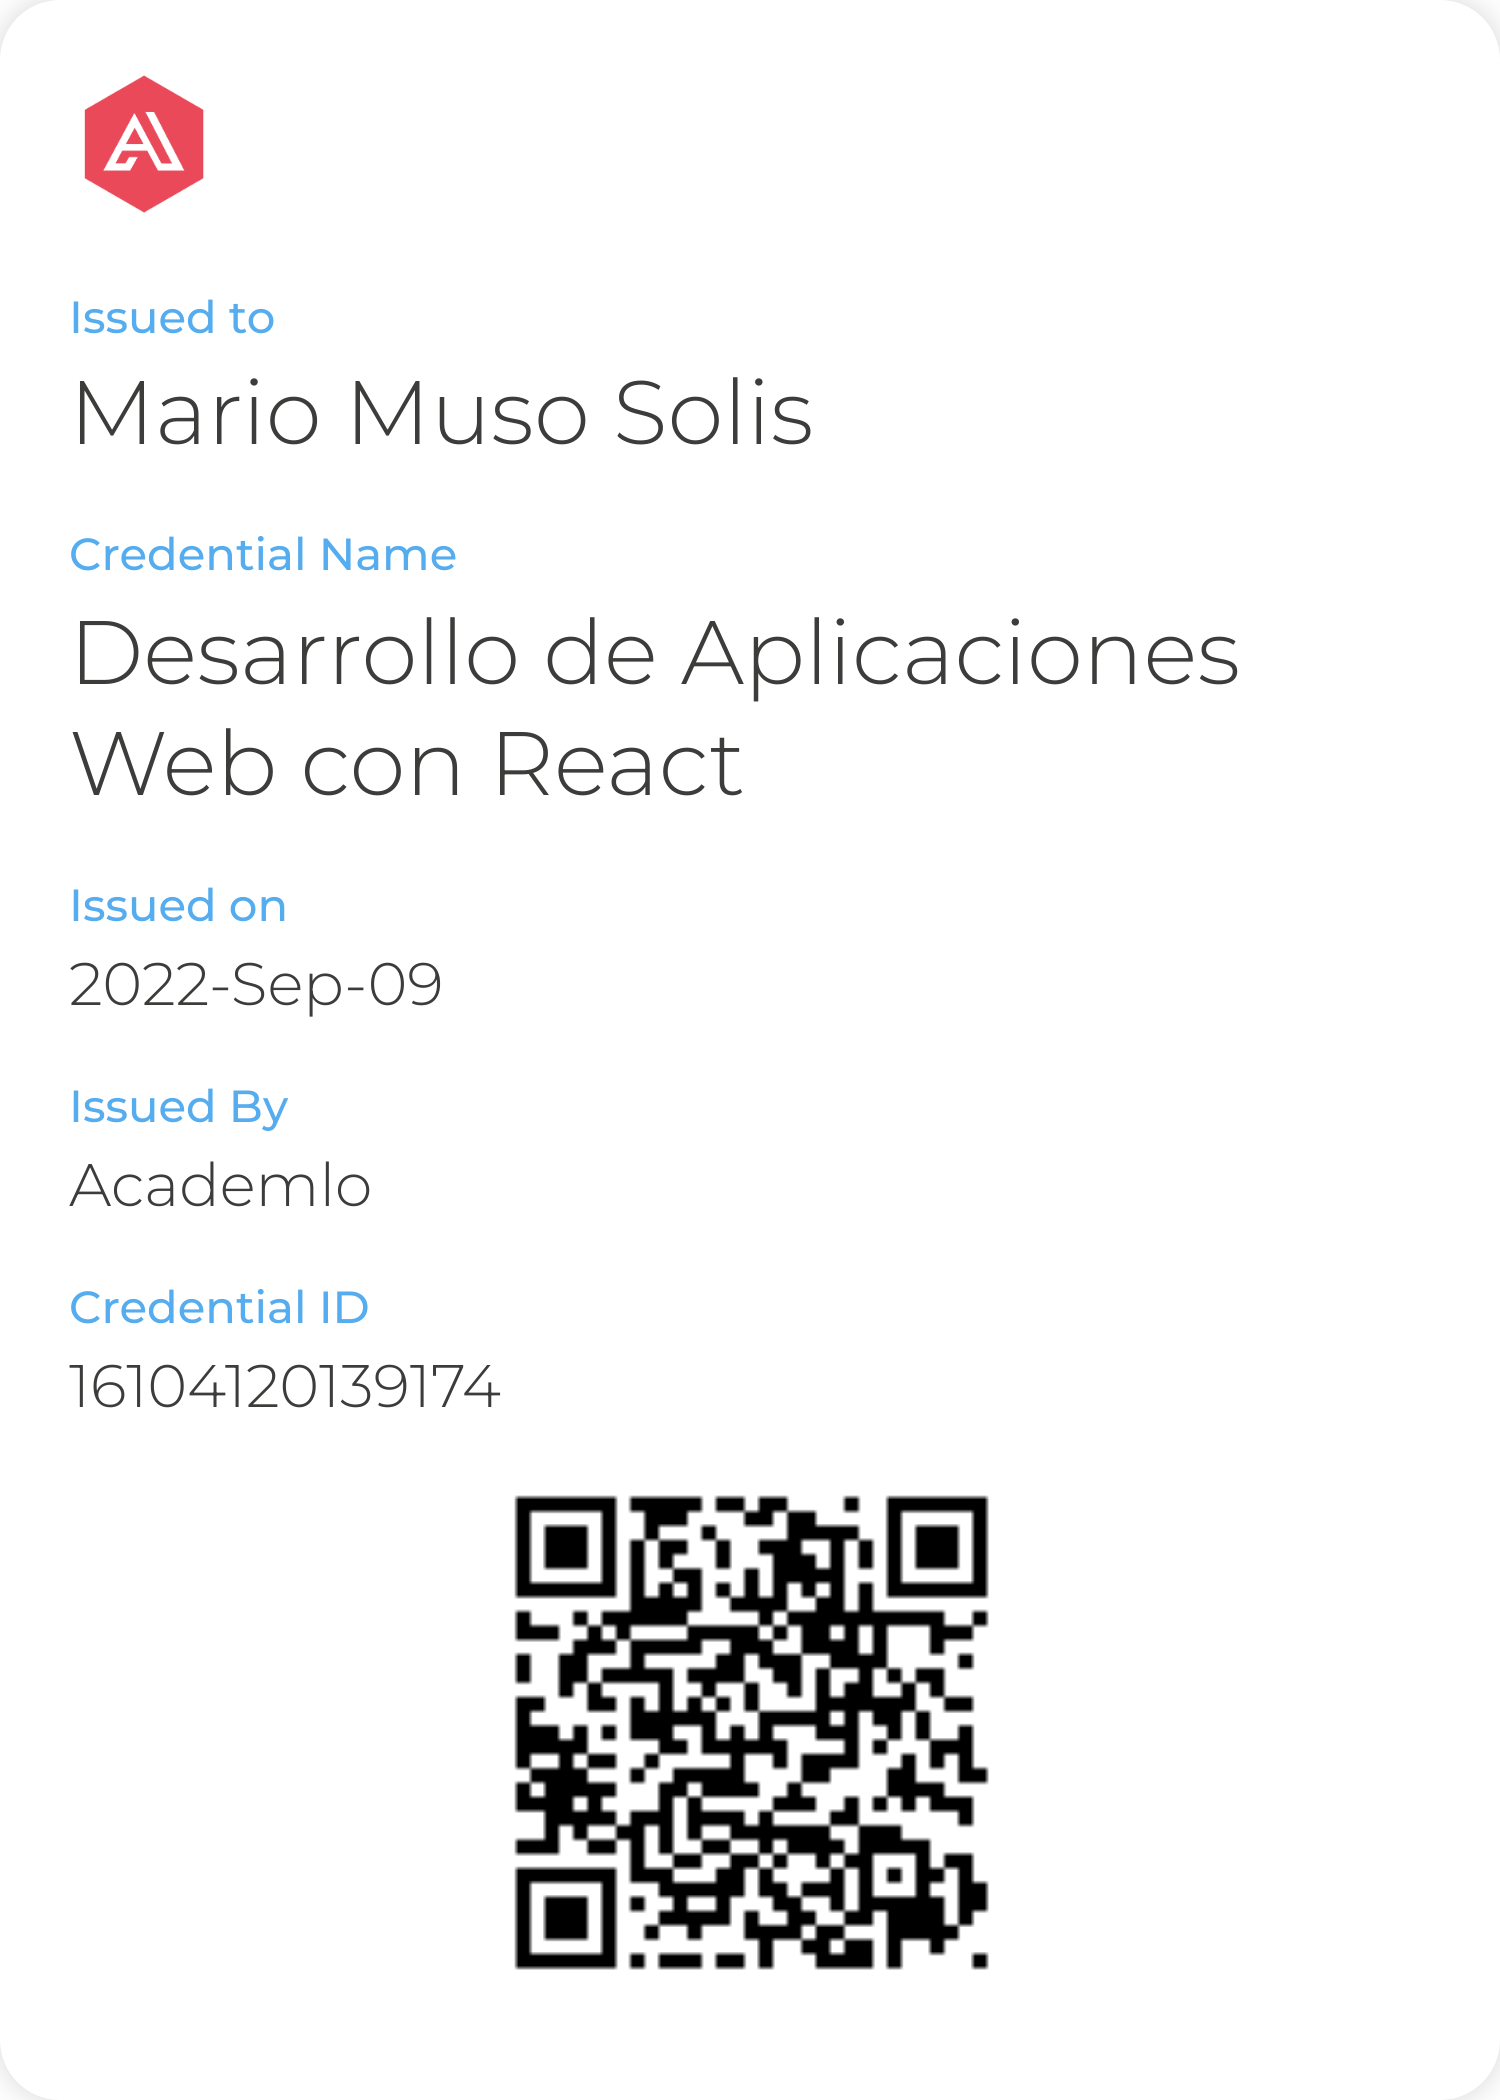 Issued to
Mario Muso Solis
Credential Name
Desarrollo de Aplicaciones
Web con React
Issued on
2022-Sep-09
Issued By
Academlo
Credential ID
16104120139174